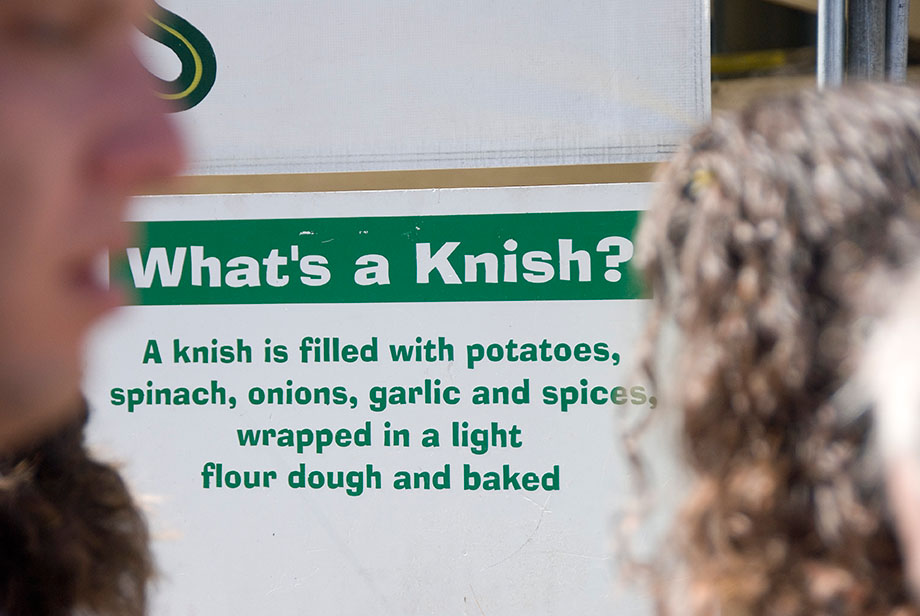 What's a Knish?
A knish is filled with potatoes,
spinach, onions, garlic and spices,
wrapped in a light
flour dough and baked